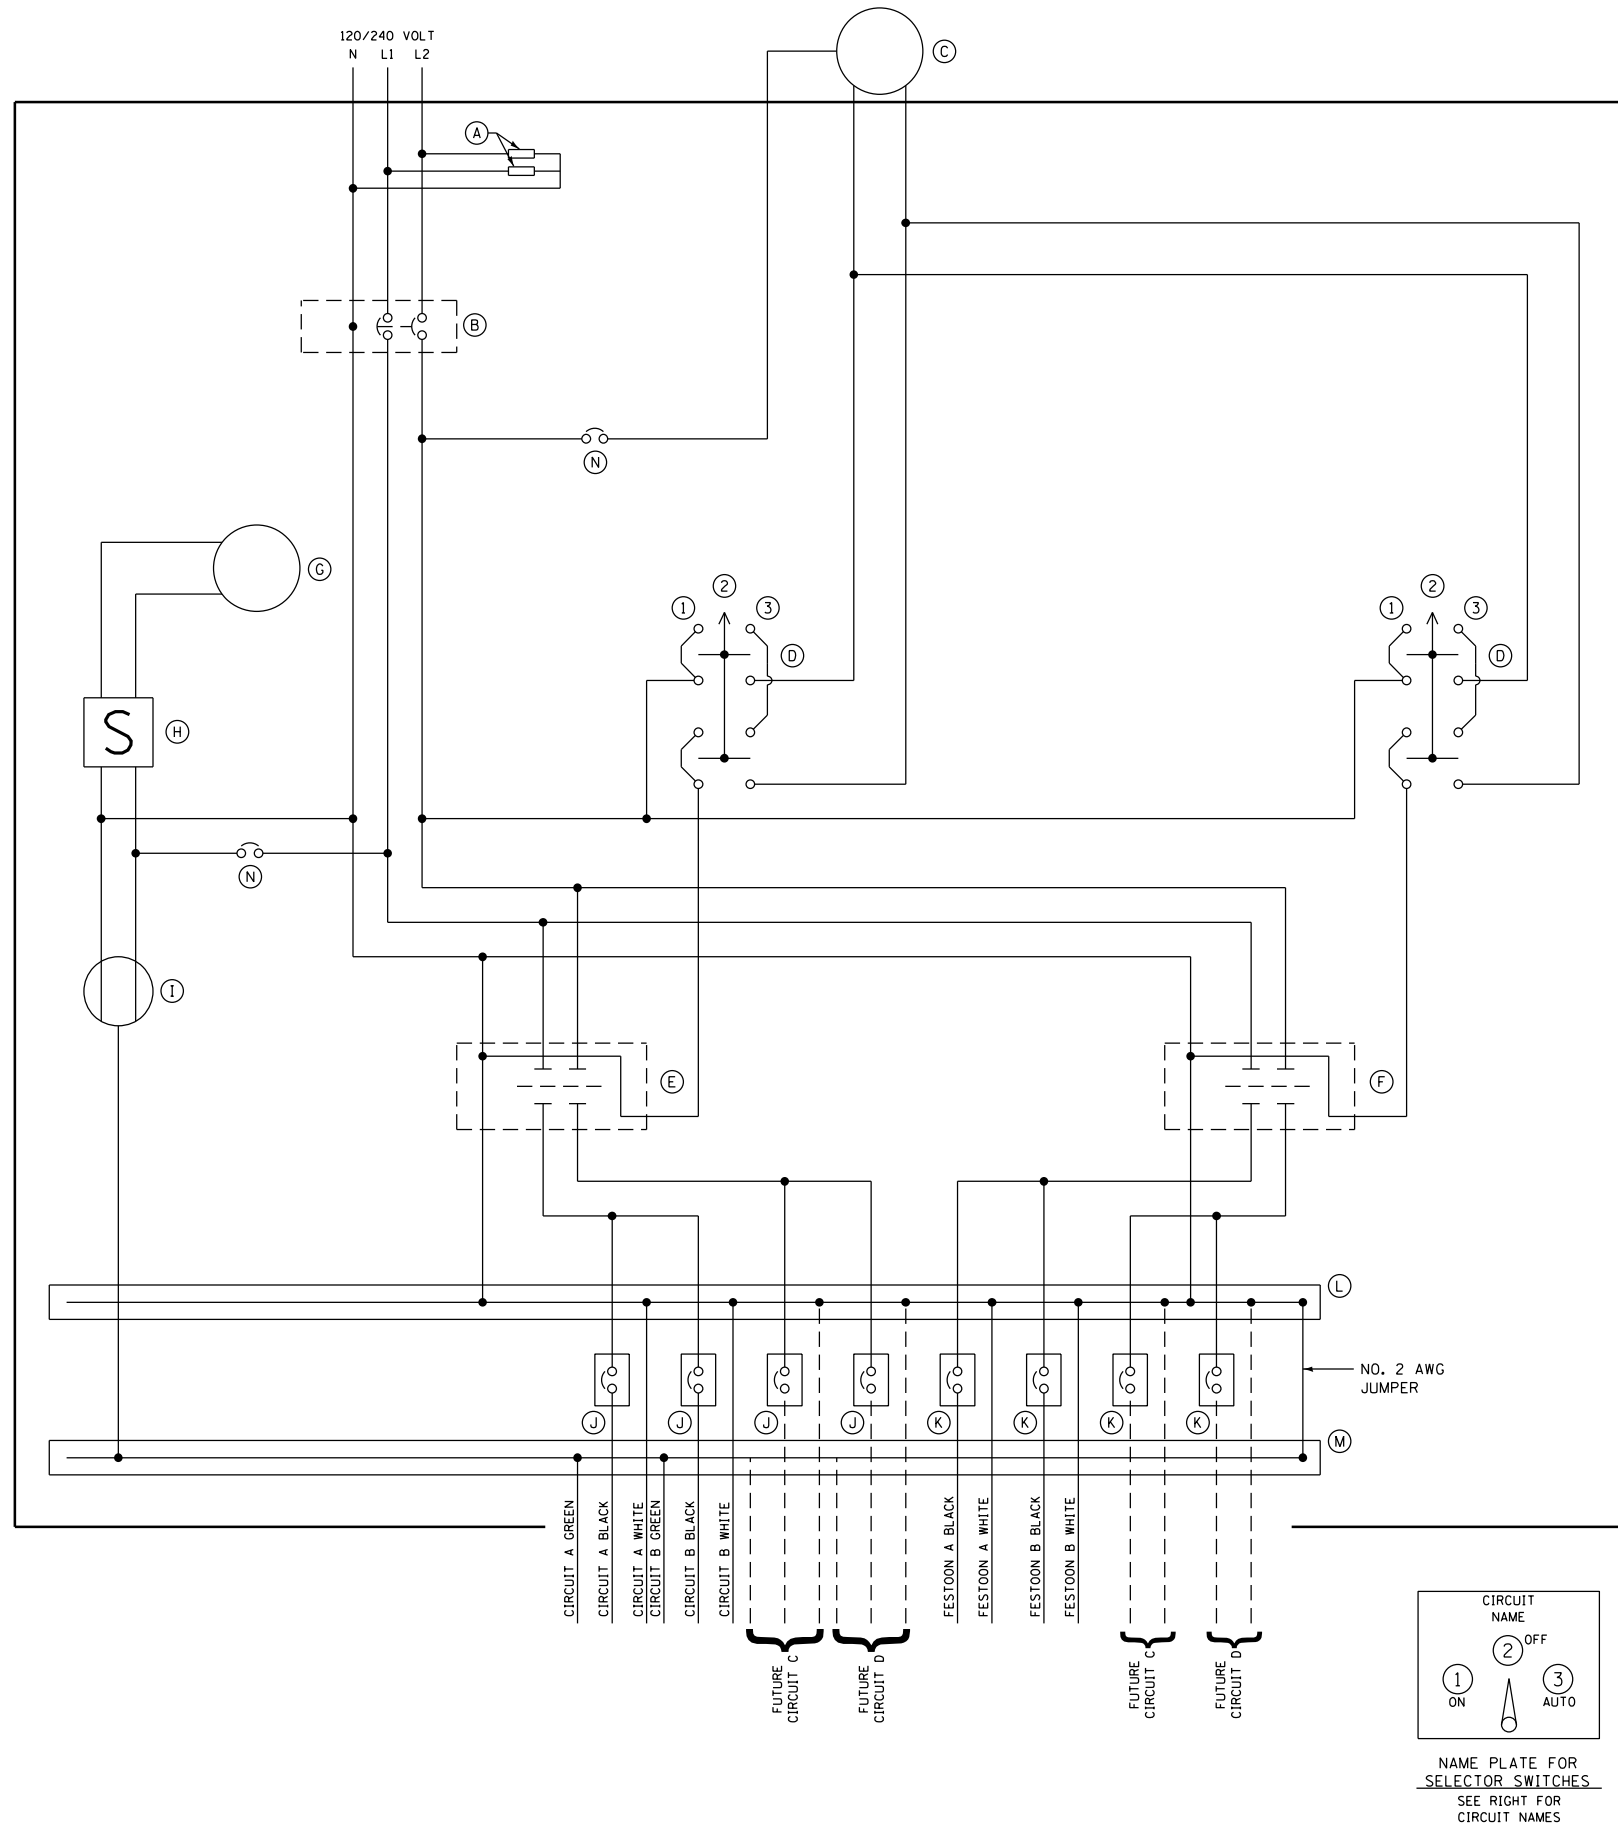 120/240 VOLT
N L1 L2
C
A
B
N
G
1 2 3
D
1 2 3
D
H
N
I
E
F
L
NO. 2 AWG
JUMPER
J J J J K K K K
M
CIRCUIT A GREEN
CIRCUIT A BLACK
CIRCUIT A WHITE
CIRCUIT B GREEN
CIRCUIT B BLACK
CIRCUIT B WHITE
FUTURE
CIRCUIT C
FUTURE
CIRCUIT D
FESTOON A BLACK
FESTOON A WHITE
FESTOON B BLACK
FESTOON B WHITE
FUTURE
CIRCUIT C
FUTURE
CIRCUIT D
S
CIRCUIT
NAME
2 OFF
1 3
ON AUTO
NAME PLATE FOR
SELECTOR SWITCHES
SEE RIGHT FOR
CIRCUIT NAMES